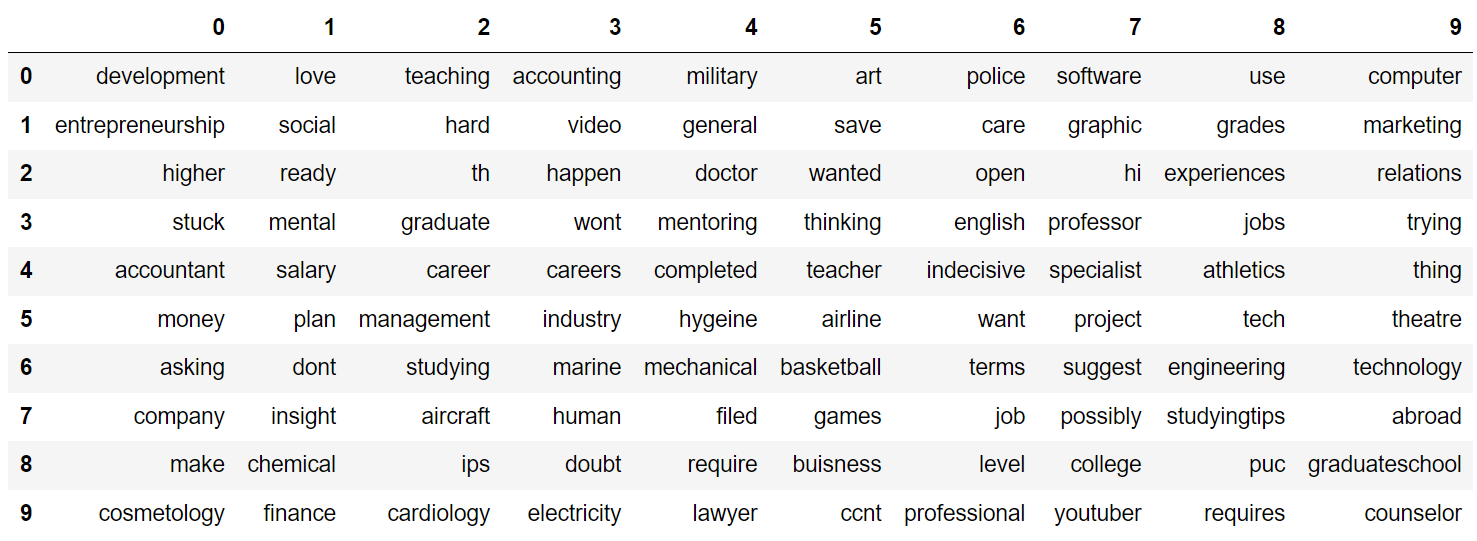 0 1 2 3 4 5 6 7 8 9
0 development love teaching accounting military art police software use computer
1 entrepreneurship social hard video general save care graphic grades marketing
2 higher ready th happen doctor wanted open hi experiences relations
3 stuck mental graduate wont mentoring thinking english professor jobs trying
4 accountant salary career careers completed teacher indecisive specialist athletics thing
5 money plan management industry hygeine airline want project tech theatre
6 asking dont studying marine mechanical basketball terms suggest engineering technology
7 company insight aircraft human filed games job possibly studyingtips abroad
8 make chemical ips doubt require buisness level college puc graduateschool
9 cosmetology finance cardiology electricity lawyer ccnt professional youtuber requires counselor